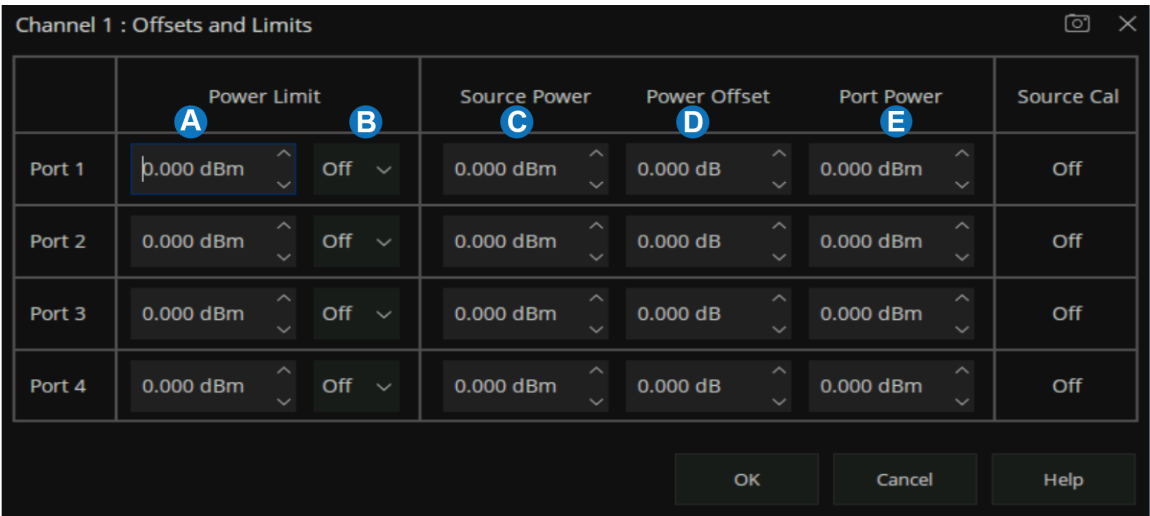 Channel 1 : Offsets and Limits
Power Limit Source Power Power Offset Port Power Source Cal
A B C D E
Port 1 0.000 dBm Off 0.000 dBm 0.000 dB 0.000 dBm Off
Port 2 0.000 dBm Off 0.000 dBm 0.000 dB 0.000 dBm Off
Port 3 0.000 dBm Off 0.000 dBm 0.000 dB 0.000 dBm Off
Port 4 0.000 dBm Off 0.000 dBm 0.000 dB 0.000 dBm Off
OK Cancel Help